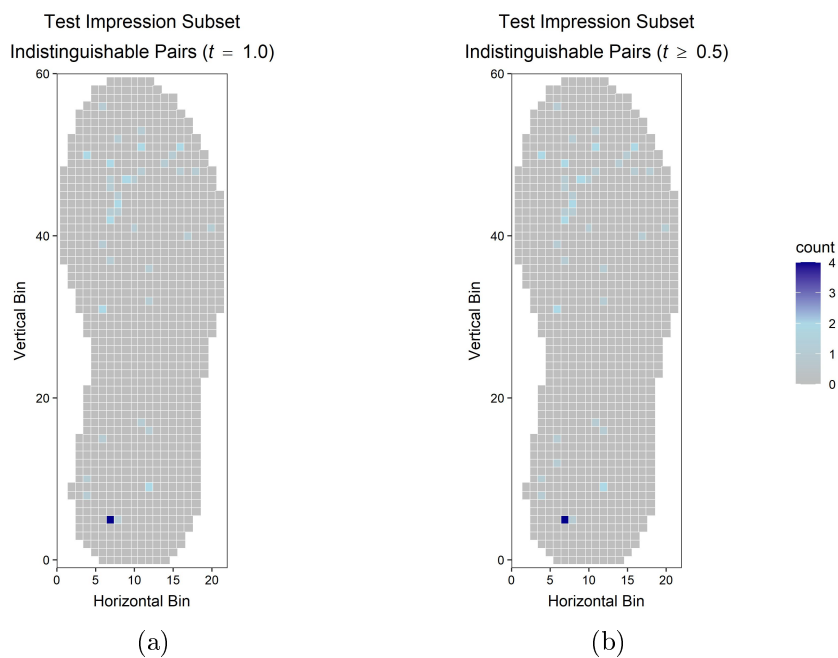 Test Impression Subset
Indistinguishable Pairs (t = 1.0)
60
40
20
0
Vertical Bin
0 5 10 15 20
Horizontal Bin
(a)
Test Impression Subset
Indistinguishable Pairs (t ≥ 0.5)
60
40
20
0
Vertical Bin
0 5 10 15 20
Horizontal Bin
(b)
count
4
3
2
1
0